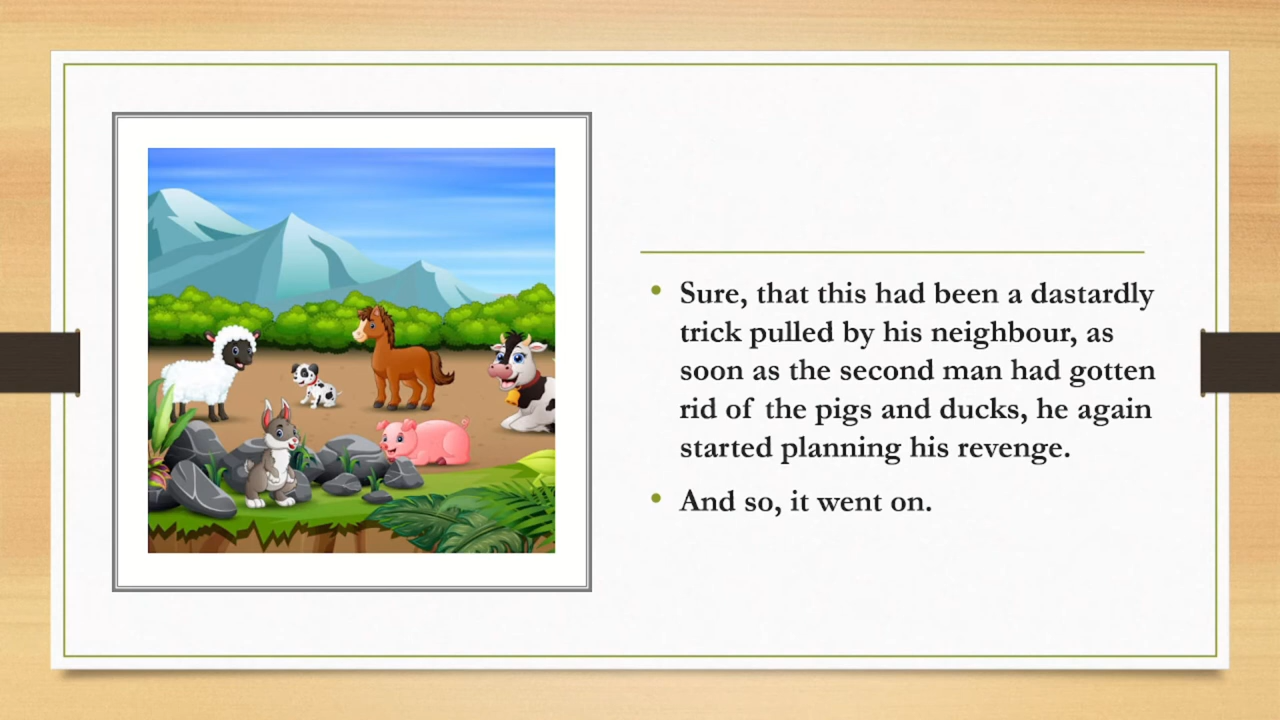 Sure, that this had been a dastardly
trick pulled by his neighbour, as
soon as the second man had gotten
rid of the pigs and ducks, he again
started planning his revenge.
And so, it went on.